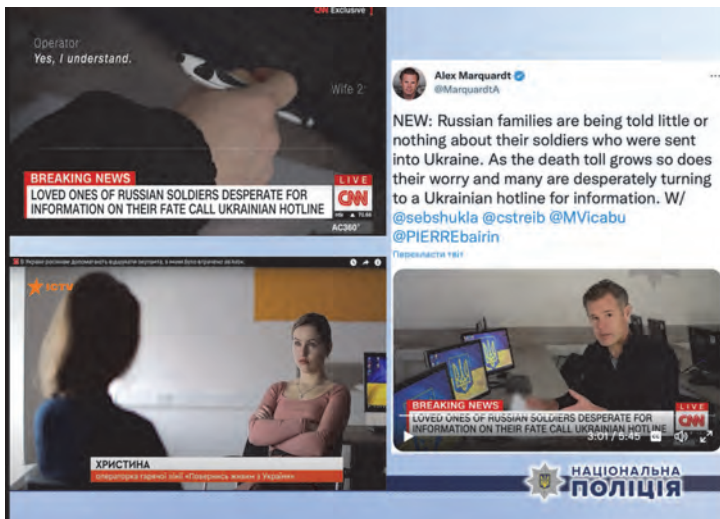 CNN Exclusive
Operator:
Yes, I understand.
Wife 2:
BREAKING NEWS
LOVED ONES OF RUSSIAN SOLDIERS DESPERATE FOR
INFORMATION ON THEIR FATE CALL UKRAINIAN HOTLINE
LIVE
CNN
AC360°
ХРИСТИНА
операторка гарячої лінії «Повернись живим з України»
Alex Marquardt
@MarquardtA
NEW: Russian families are being told little or
nothing about their soldiers who were sent
into Ukraine. As the death toll grows so does
their worry and many are desperately turning
to a Ukrainian hotline for information. W/
@sebshukla @cstreib @MVicabu
@PIERREbairin
Перекласти твіт
BREAKING NEWS
LOVED ONES OF RUSSIAN SOLDIERS DESPERATE FOR
INFORMATION ON THEIR FATE CALL UKRAINIAN HOTLINE
LIVE
CNN
3:01 / 5:45
НАЦІОНАЛЬНА
ПОЛІЦІЯ